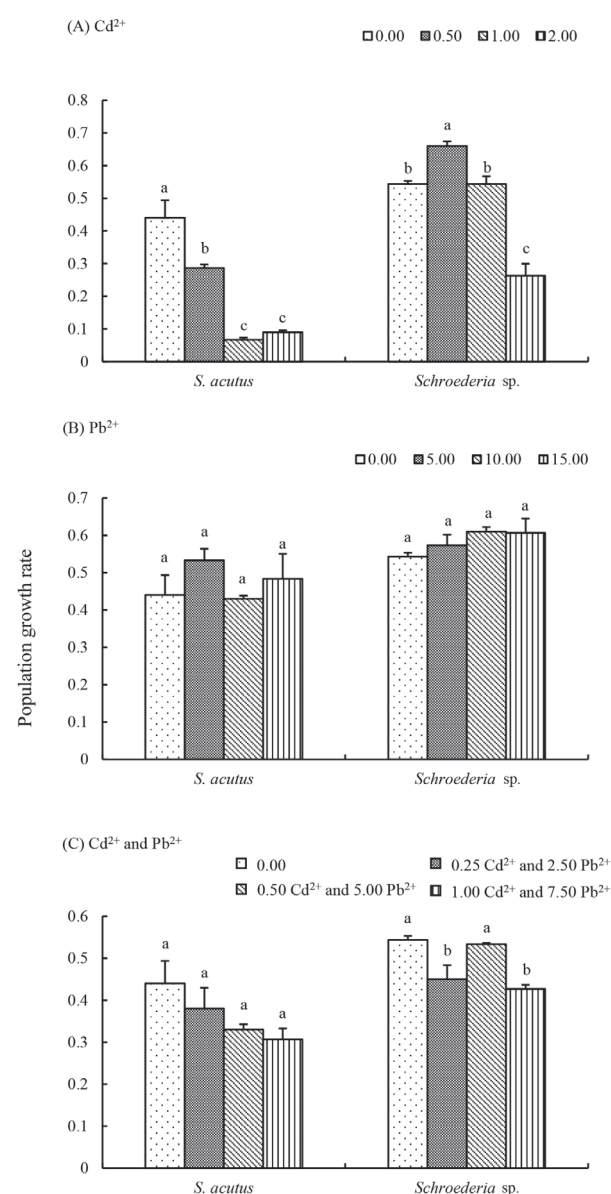 (A) Cd²⁺
0.00 0.50 1.00 2.00
0.8
a
0.7
a
b b
0.6
0.5
b
0.4
c
0.3
0.2
c c
0.1
0
S. acutus Schroederia sp.
(B) Pb²⁺
0.00 5.00 10.00 15.00
0.7
a a a a
0.6
a a a a
0.5
0.4
0.3
0.2
0.1
0
S. acutus Schroederia sp.
Population growth rate
(C) Cd²⁺ and Pb²⁺
0.00 0.25 Cd²⁺ and 2.50 Pb²⁺
0.50 Cd²⁺ and 5.00 Pb²⁺ 1.00 Cd²⁺ and 7.50 Pb²⁺
0.6
a a
a b b
0.5
a a a
0.4
0.3
0.2
0.1
0
S. acutus Schroederia sp.